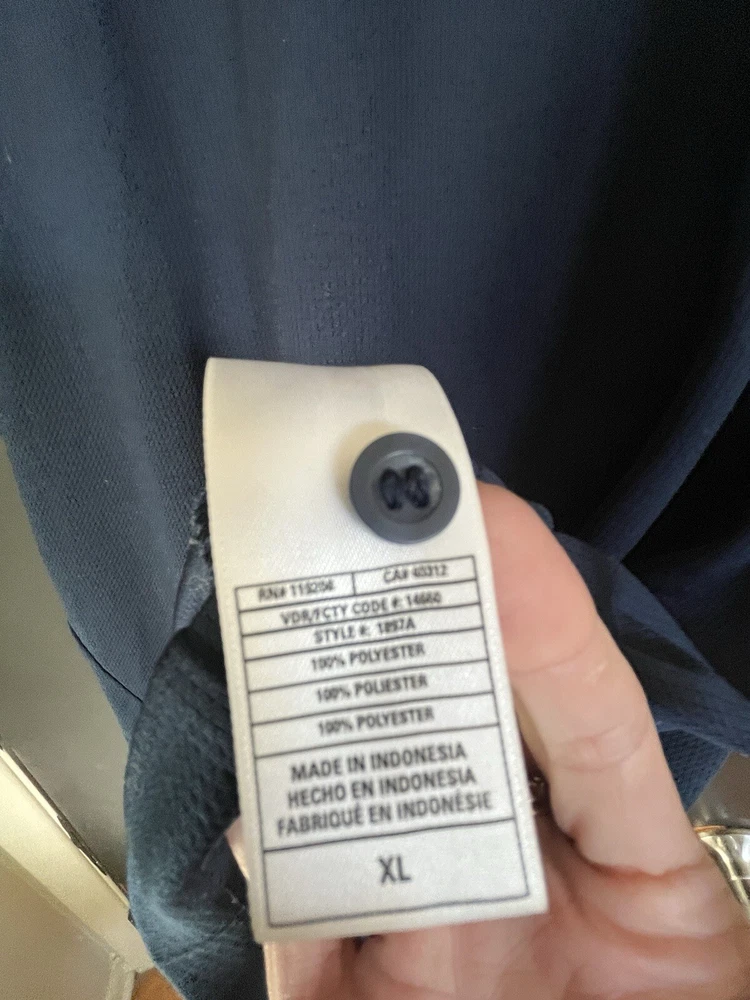 RN# 115204 CA# 40312
VDR/FCTY CODE #: 14660
STYLE #: 1897A
100% POLYESTER
100% POLIESTER
100% POLYESTER
MADE IN INDONESIA
HECHO EN INDONESIA
FABRIQUÉ EN INDONÉSIE
XL